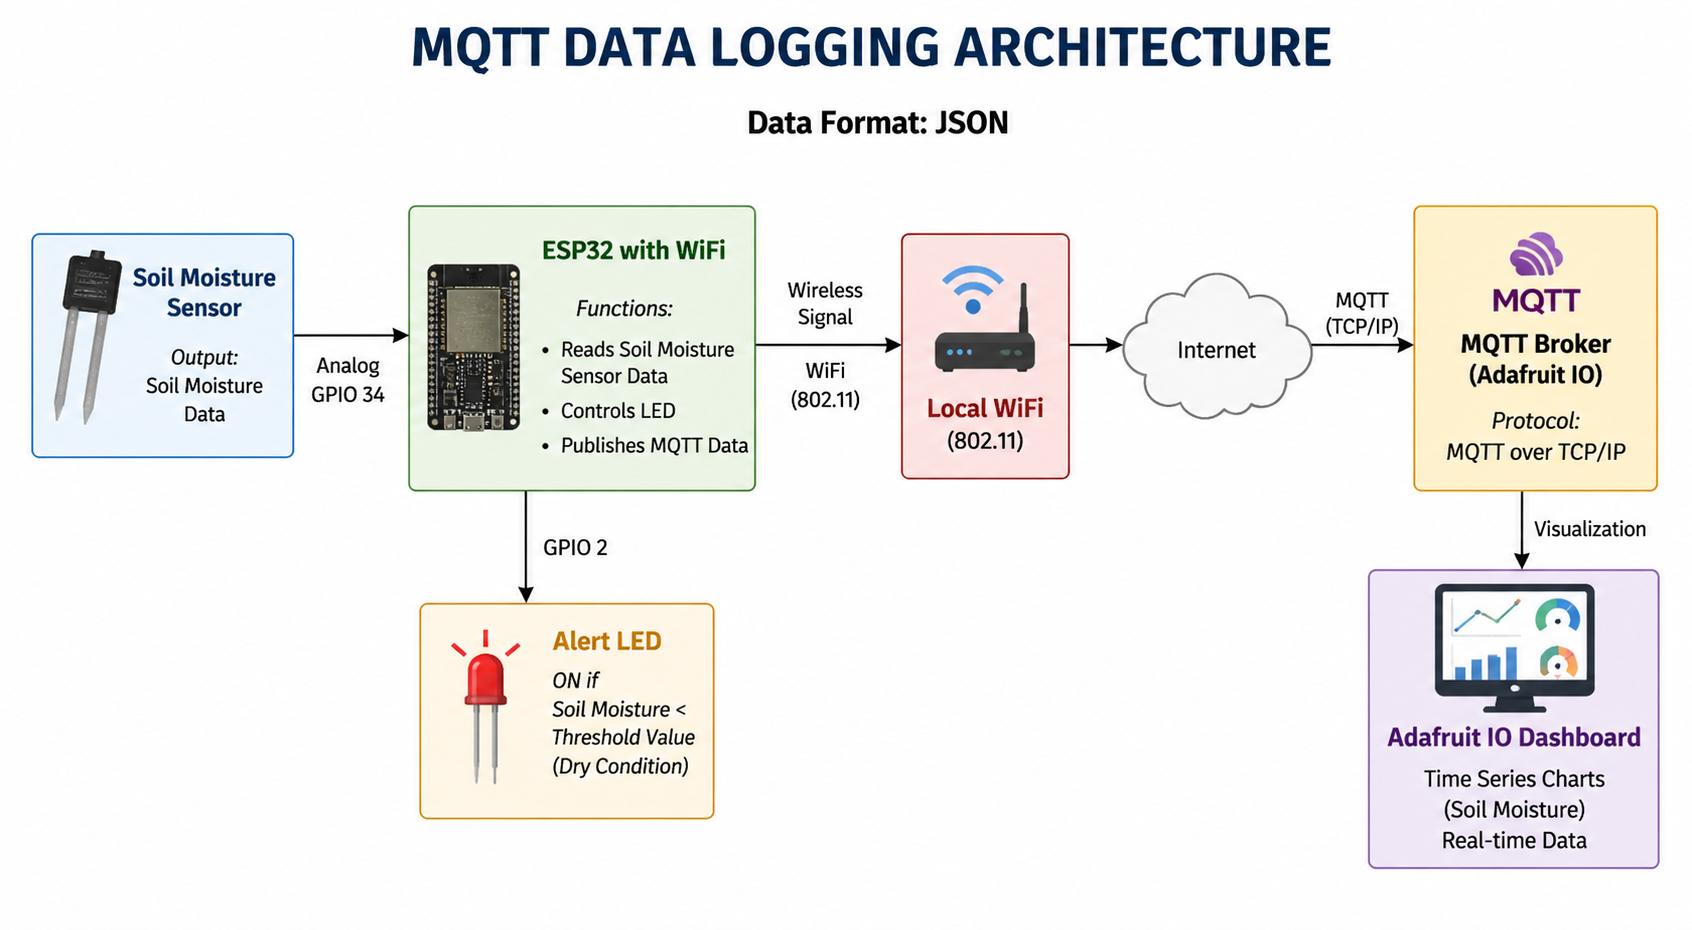 MQTT DATA LOGGING ARCHITECTURE
Data Format: JSON
Soil Moisture
Sensor
Output:
Soil Moisture
Data
Analog
GPIO 34
ESP32 with WiFi
Functions:
• Reads Soil Moisture
Sensor Data
• Controls LED
• Publishes MQTT Data
Wireless
Signal
WiFi
(802.11)
Local WiFi
(802.11)
Internet
MQTT
(TCP/IP)
MQTT
MQTT Broker
(Adafruit IO)
Protocol:
MQTT over TCP/IP
GPIO 2
Visualization
Alert LED
ON if
Soil Moisture <
Threshold Value
(Dry Condition)
Adafruit IO Dashboard
Time Series Charts
(Soil Moisture)
Real-time Data